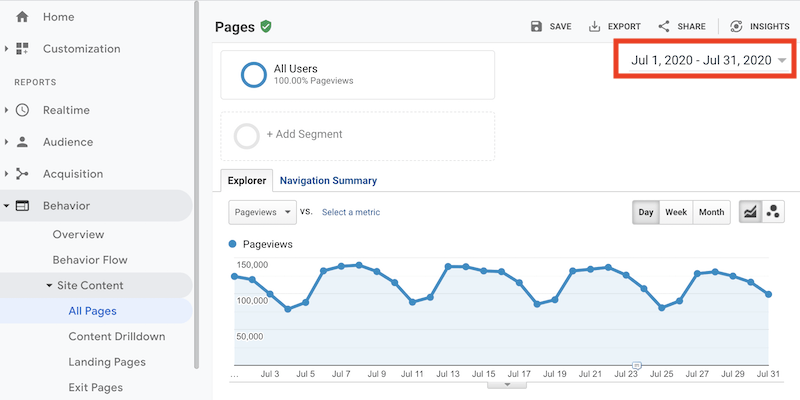 Home
Customization
REPORTS
Realtime
Audience
Acquisition
Behavior
Overview
Behavior Flow
Site Content
All Pages
Content Drilldown
Landing Pages
Exit Pages
Pages
SAVE
EXPORT
SHARE
INSIGHTS
All Users
100.00% Pageviews
Jul 1, 2020 - Jul 31, 2020
+ Add Segment
Explorer
Navigation Summary
Pageviews
VS.
Select a metric
Day
Week
Month
Pageviews
150,000
100,000
50,000
... Jul 3 Jul 5 Jul 7 Jul 9 Jul 11 Jul 13 Jul 15 Jul 17 Jul 19 Jul 21 Jul 23 Jul 25 Jul 27 Jul 29 Jul 31